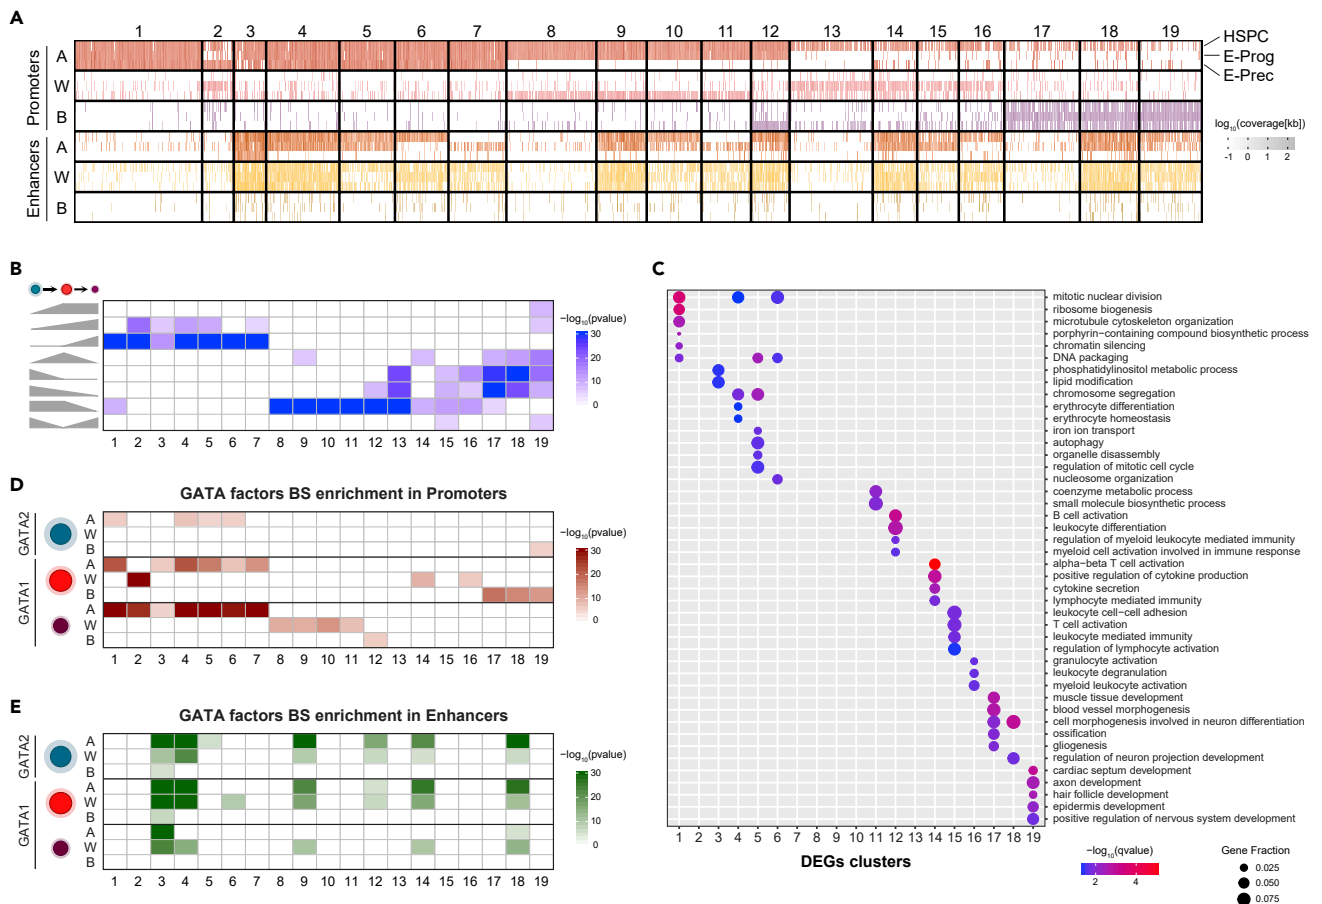 A
1 2 3 4 5 6 7 8 9 10 11 12 13 14 15 16 17 18 19
HSPC
E-Prog
E-Prec
Promoters
A
W
B
Enhancers
A
W
B
log10(coverage[kb])
-1 0 1 2
B
−log10(pvalue)
30
20
10
0
1 2 3 4 5 6 7 8 9 10 11 12 13 14 15 16 17 18 19
C
mitotic nuclear division
ribosome biogenesis
microtubule cytoskeleton organization
porphyrin−containing compound biosynthetic process
chromatin silencing
DNA packaging
phosphatidylinositol metabolic process
lipid modification
chromosome segregation
erythrocyte differentiation
erythrocyte homeostasis
iron ion transport
autophagy
organelle disassembly
regulation of mitotic cell cycle
nucleosome organization
coenzyme metabolic process
small molecule biosynthetic process
B cell activation
leukocyte differentiation
regulation of myeloid leukocyte mediated immunity
myeloid cell activation involved in immune response
alpha−beta T cell activation
positive regulation of cytokine production
cytokine secretion
lymphocyte mediated immunity
leukocyte cell−cell adhesion
T cell activation
leukocyte mediated immunity
regulation of lymphocyte activation
granulocyte activation
leukocyte degranulation
myeloid leukocyte activation
muscle tissue development
blood vessel morphogenesis
cell morphogenesis involved in neuron differentiation
ossification
gliogenesis
regulation of neuron projection development
cardiac septum development
axon development
hair follicle development
epidermis development
positive regulation of nervous system development
1 2 3 4 5 6 7 8 9 10 11 12 13 14 15 16 17 18 19
DEGs clusters
−log10(qvalue)
2 4
Gene Fraction
0.025
0.050
0.075
D
GATA factors BS enrichment in Promoters
GATA2
A
W
B
GATA1
A
W
B
A
W
B
−log10(pvalue)
30
20
10
0
1 2 3 4 5 6 7 8 9 10 11 12 13 14 15 16 17 18 19
E
GATA factors BS enrichment in Enhancers
GATA2
A
W
B
GATA1
A
W
B
A
W
B
−log10(pvalue)
30
20
10
0
1 2 3 4 5 6 7 8 9 10 11 12 13 14 15 16 17 18 19